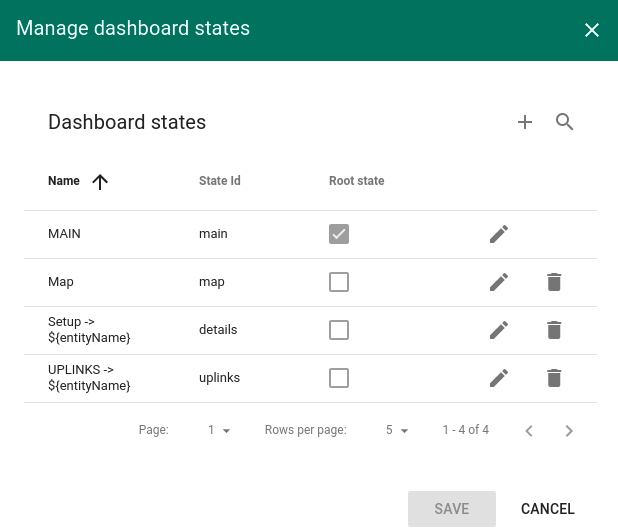 Manage dashboard states
Dashboard states
Name State Id Root state
MAIN main
Map map
Setup ->
${entityName} details
UPLINKS ->
${entityName} uplinks
Page: 1 Rows per page: 5 1 - 4 of 4
SAVE CANCEL